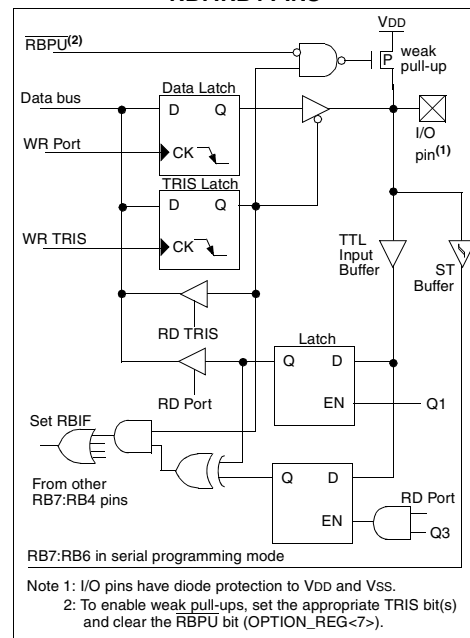 VDD
RBPU(2)
weak
pull-up
P
Data Latch
Data bus
D Q
I/O
pin(1)
WR Port
CK
TRIS Latch
D Q
WR TRIS
CK
TTL
Input
Buffer
ST
Buffer
RD TRIS
Latch
Q D
RD Port
EN
Q1
Set RBIF
From other
RB7:RB4 pins
Q D
RD Port
EN
Q3
RB7:RB6 in serial programming mode
Note 1: I/O pins have diode protection to VDD and VSS.
2: To enable weak pull-ups, set the appropriate TRIS bit(s)
and clear the RBPU bit (OPTION_REG<7>).